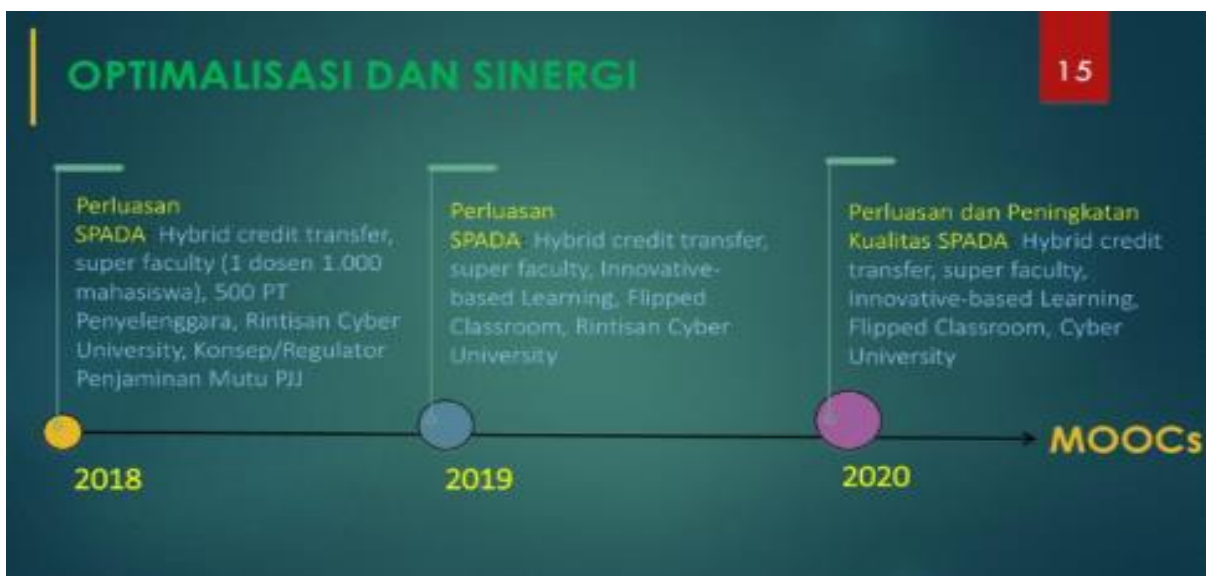 OPTIMALISASI DAN SINERGI
15
Perluasan
SPADA Hybrid credit transfer,
super faculty (1 dosen 1.000
mahasiswa), 500 PT
Penyelenggara, Rintisan Cyber
University, Konsep/Regulator
Penjaminan Mutu PJJ
Perluasan
SPADA Hybrid credit transfer,
super faculty, Innovative-
based Learning, Flipped
Classroom, Rintisan Cyber
University
Perluasan dan Peningkatan
Kualitas SPADA Hybrid credit
transfer, super faculty,
Innovative-based Learning,
Flipped Classroom, Cyber
University
MOOCs
2018
2019
2020